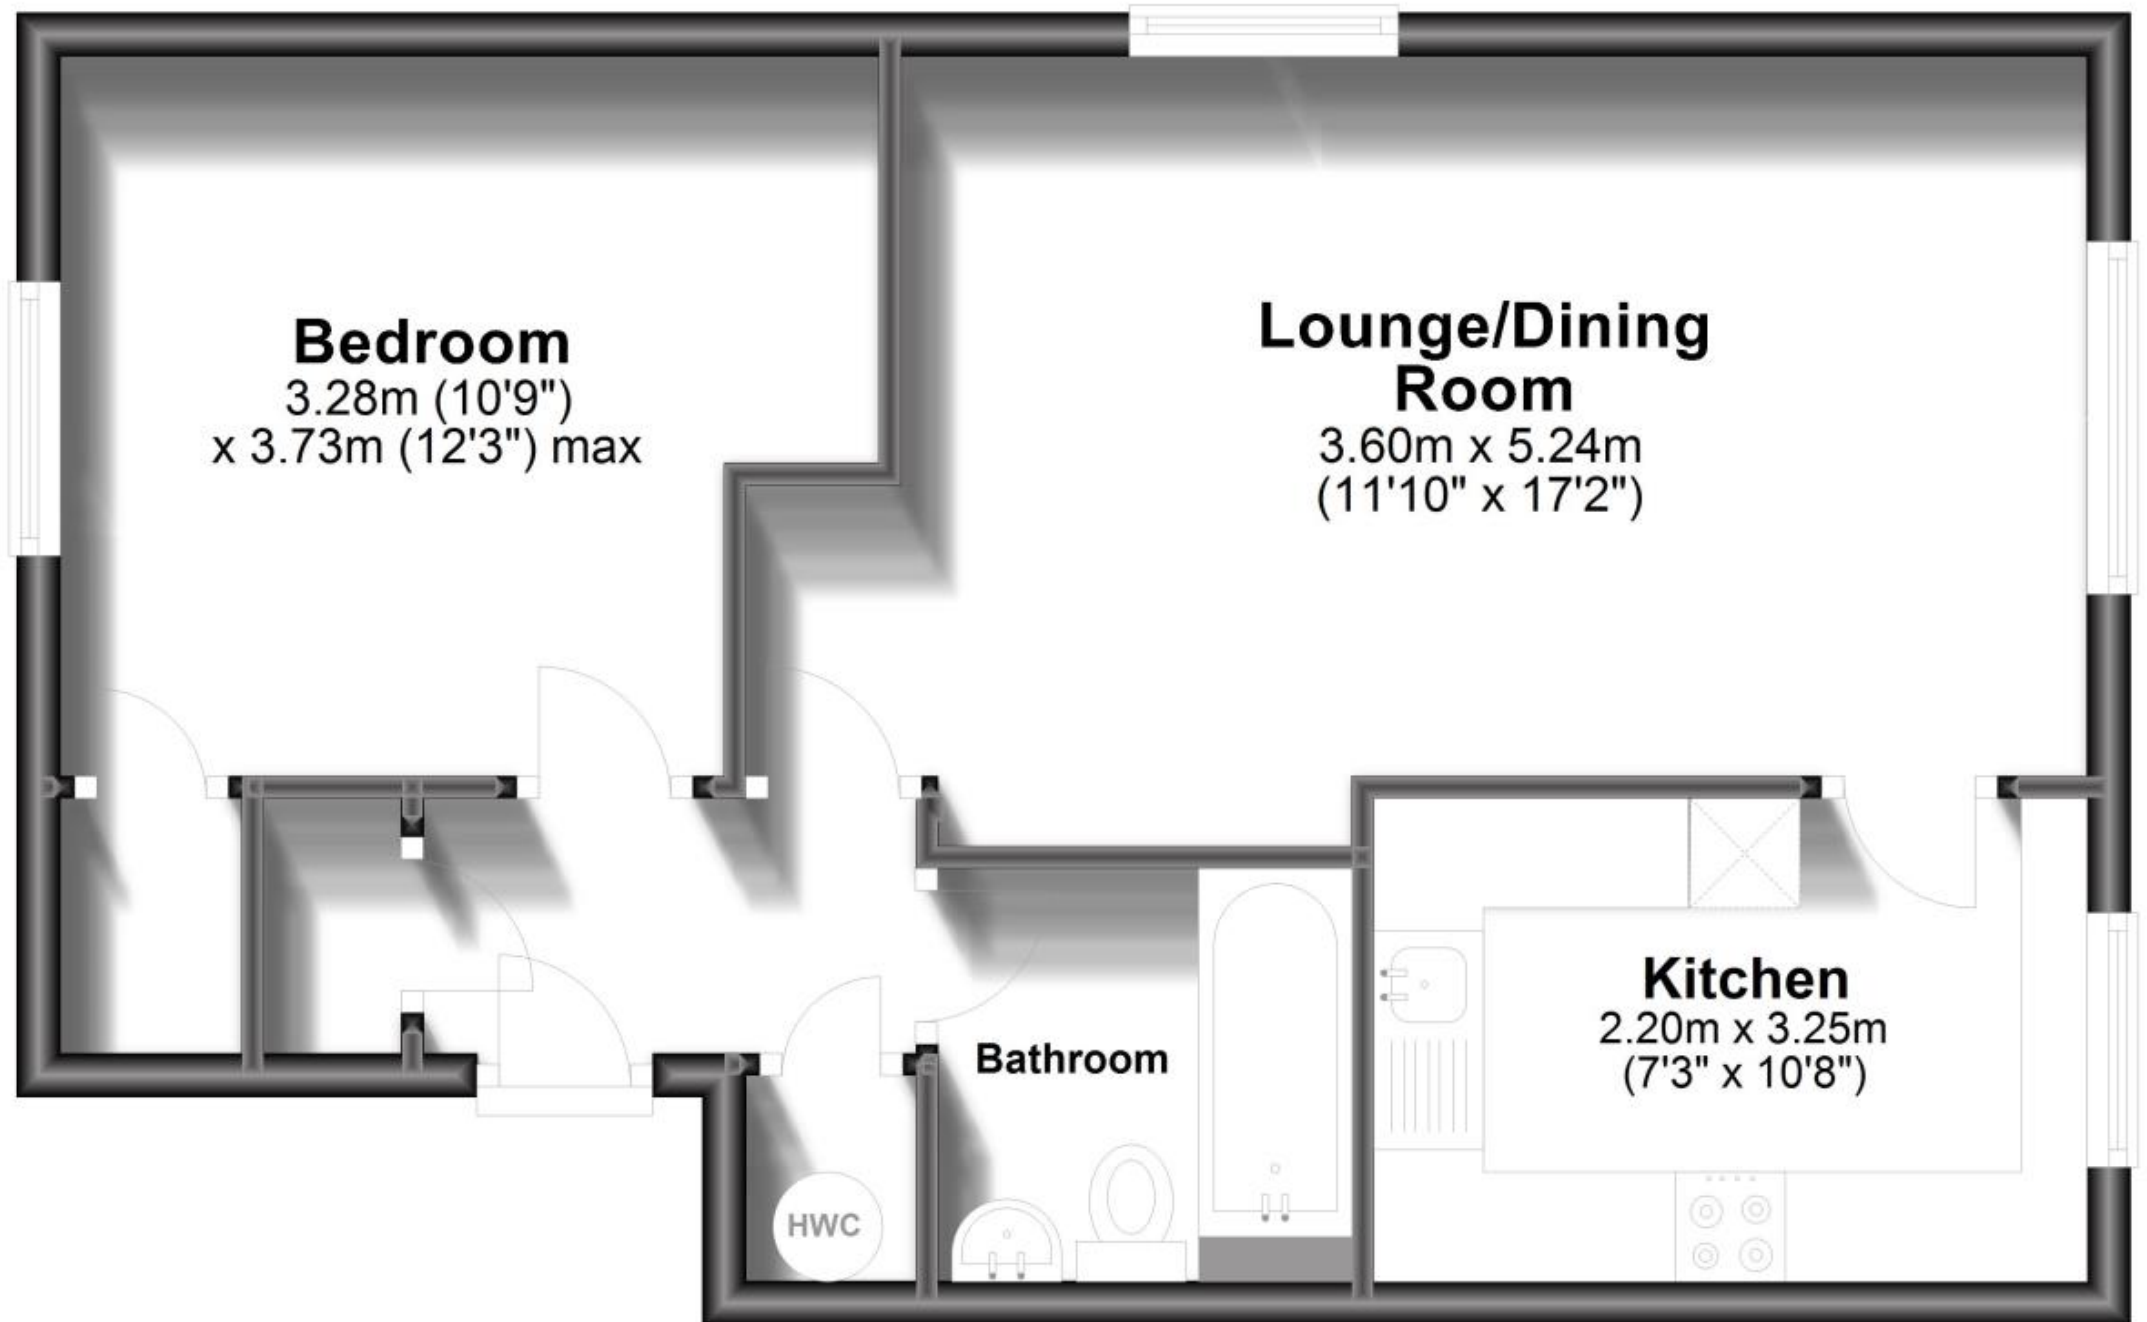 Bedroom
3.28m (10'9")
x 3.73m (12'3") max
Lounge/Dining
Room
3.60m x 5.24m
(11'10" x 17'2")
Kitchen
2.20m x 3.25m
(7'3" x 10'8")
Bathroom
HWC